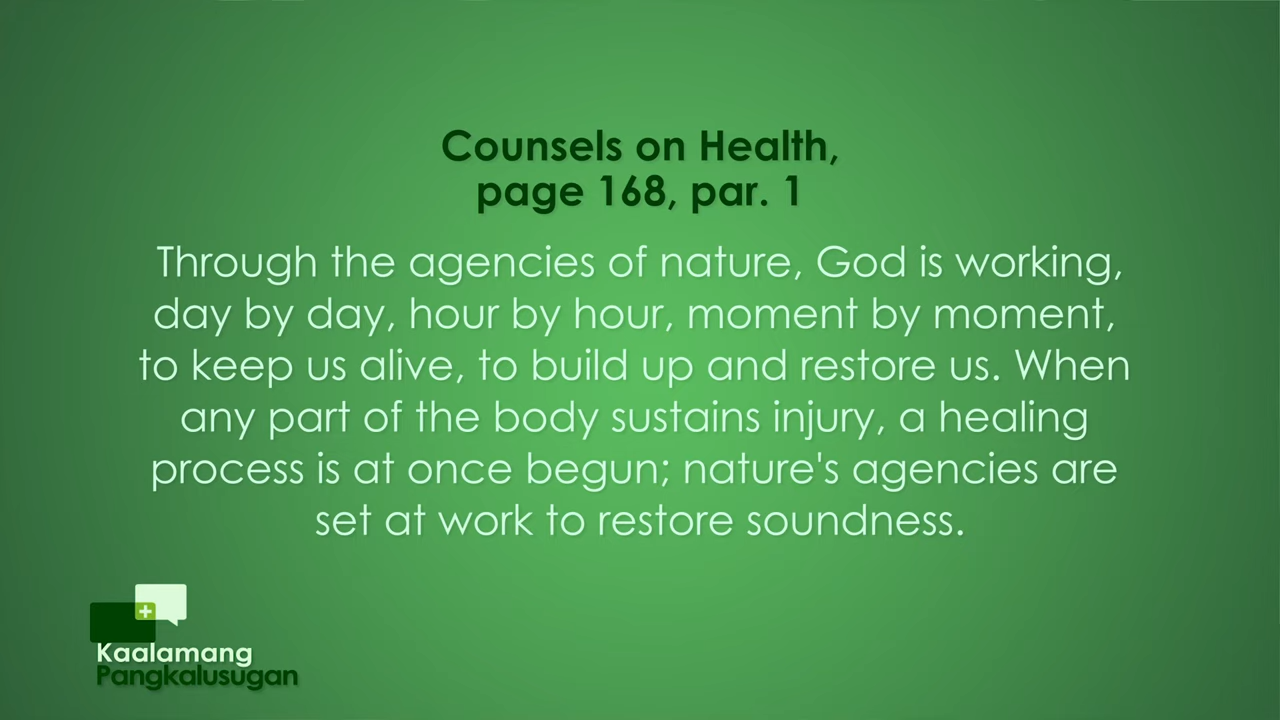 Counsels on Health,
page 168, par. 1
Through the agencies of nature, God is working,
day by day, hour by hour, moment by moment,
to keep us alive, to build up and restore us. When
any part of the body sustains injury, a healing
process is at once begun; nature's agencies are
set at work to restore soundness.
Kaalamang
Pangkalusugan